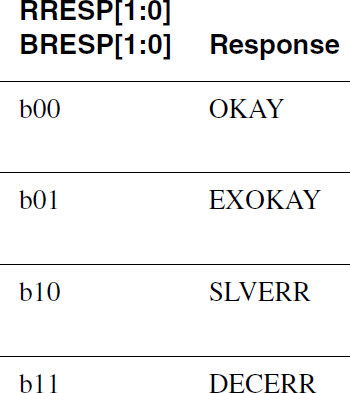 RRESP[1:0]
BRESP[1:0] Response
b00 OKAY
b01 EXOKAY
b10 SLVERR
b11 DECERR